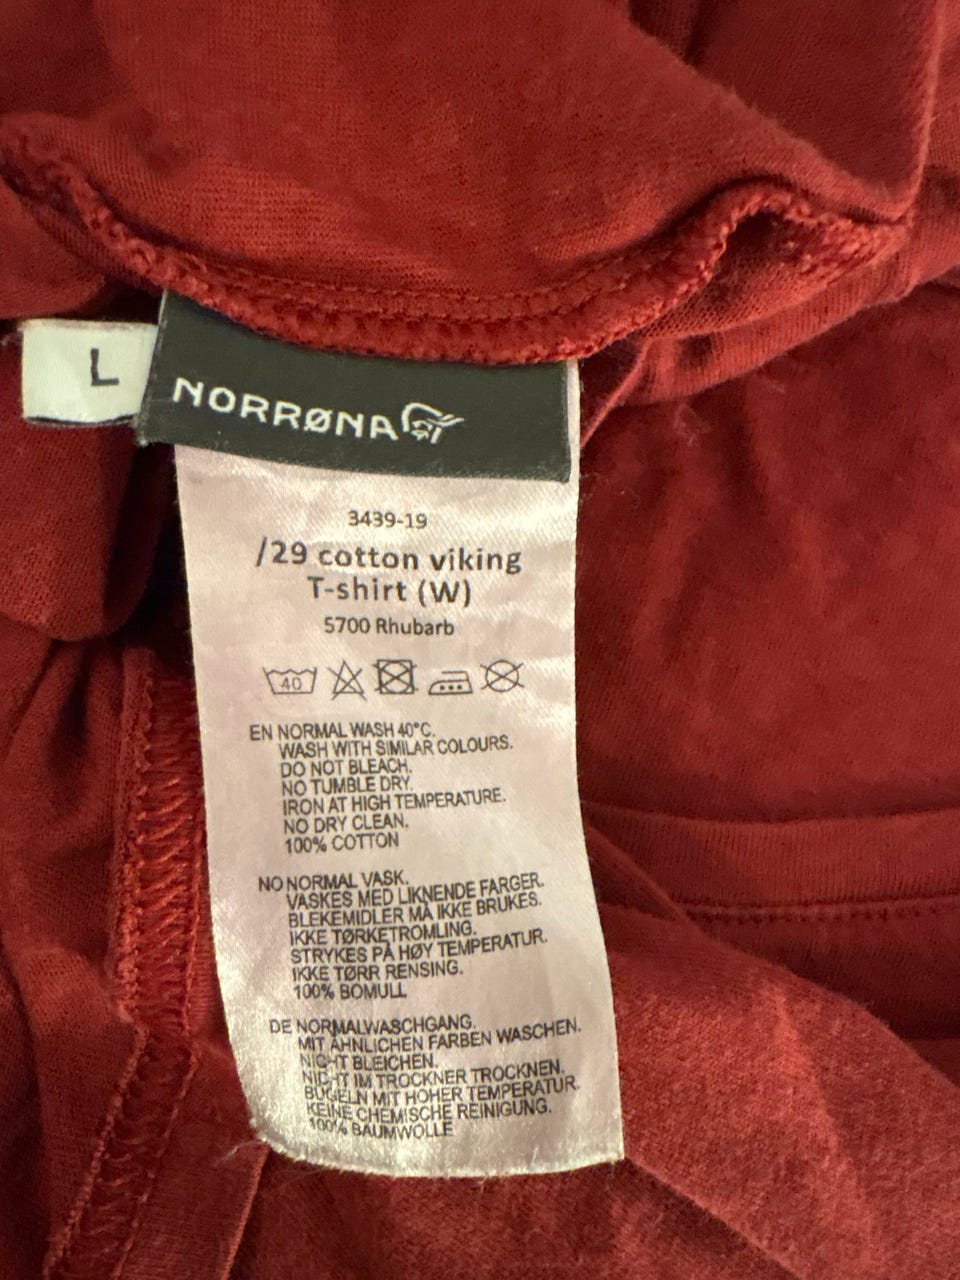 L
NORRØNA
3439-19
/29 cotton viking
T-shirt (W)
5700 Rhubarb
40
EN NORMAL WASH 40°C.
WASH WITH SIMILAR COLOURS.
DO NOT BLEACH.
NO TUMBLE DRY.
IRON AT HIGH TEMPERATURE.
NO DRY CLEAN.
100% COTTON
NO NORMAL VASK.
VASKES MED LIKNENDE FARGER.
BLEKEMIDLER MÅ IKKE BRUKES.
IKKE TØRKETROMLING.
STRYKES PÅ HØY TEMPERATUR.
IKKE TØRR RENSING.
100% BOMULL
DE NORMALWASCHGANG.
MIT ÄHNLICHEN FARBEN WASCHEN.
NICHT BLEICHEN.
NICHT IM TROCKNER TROCKNEN.
BÜGELN MIT HOHER TEMPERATUR.
KEINE CHEMISCHE REINIGUNG.
100% BAUMWOLLE